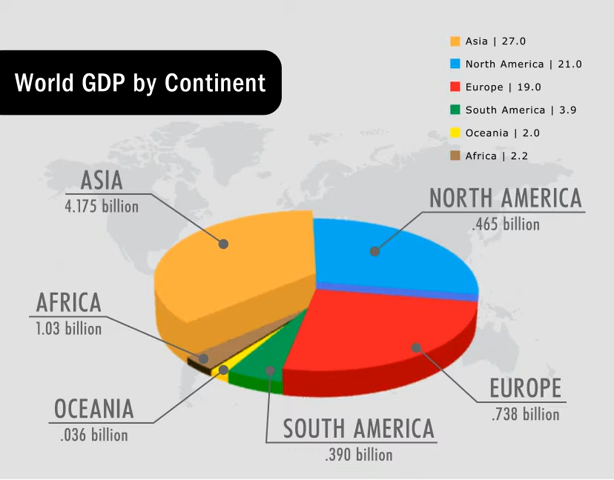 World GDP by Continent
Asia | 27.0
North America | 21.0
Europe | 19.0
South America | 3.9
Oceania | 2.0
Africa | 2.2
ASIA
4.175 billion
NORTH AMERICA
.465 billion
AFRICA
1.03 billion
EUROPE
.738 billion
OCEANIA
.036 billion
SOUTH AMERICA
.390 billion